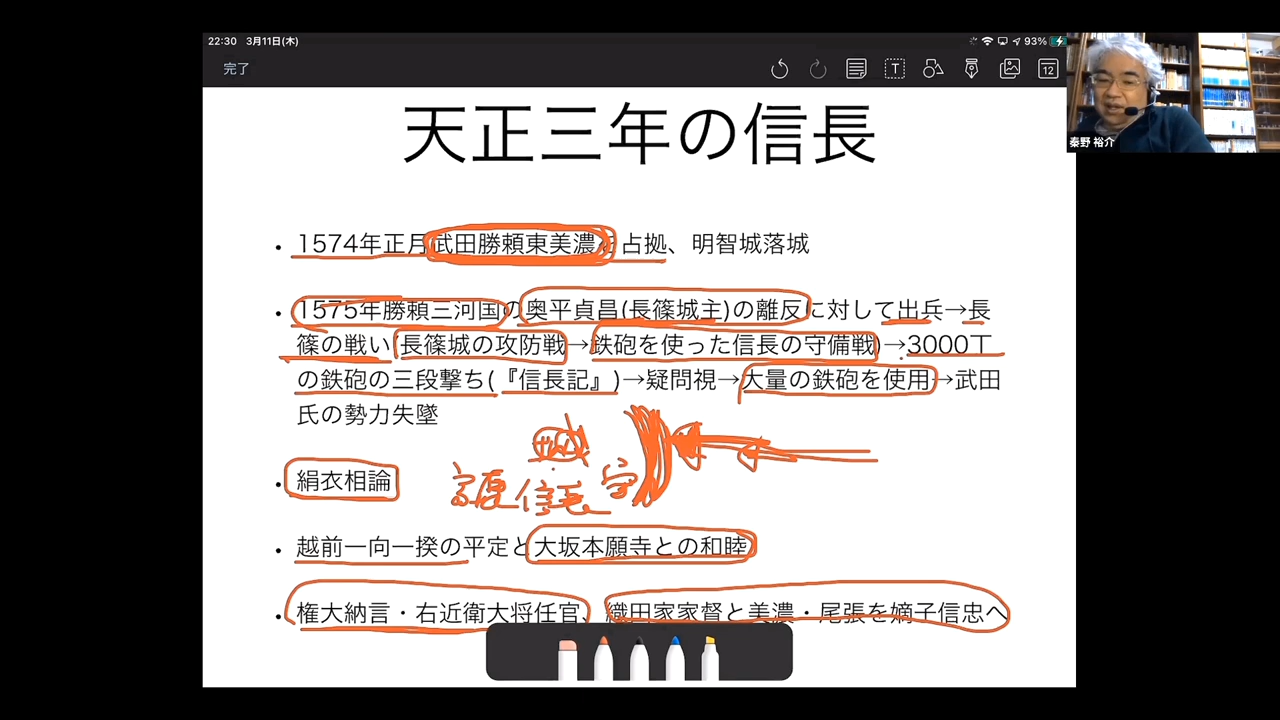 22:30 3月11日(木)
93%
完了
12
秦野 裕介
天正三年の信長
・1574年正月武田勝頼東美濃を占拠、明智城落城
・1575年勝頼三河国の奥平貞昌(長篠城主)の離反に対して出兵→長
篠の戦い(長篠城の攻防戦→鉄砲を使った信長の守備戦)→3000丁
の鉄砲の三段撃ち(『信長記』)→疑問視→大量の鉄砲を使用→武田
氏の勢力失墜
・絹衣相論
信長 守
・越前一向一揆の平定と大坂本願寺との和睦
・権大納言・右近衛大将任官、織田家家督と美濃・尾張を嫡子信忠へ